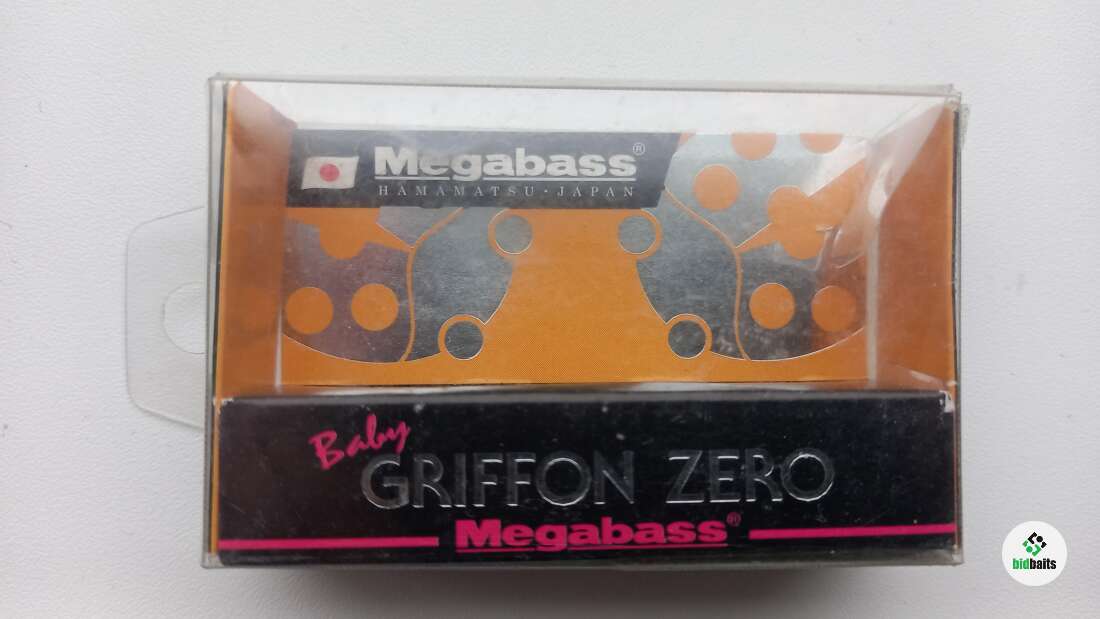 Megabass®
HAMAMATSU · JAPAN
Baby
GRIFFON ZERO
Megabass®
bidbaits